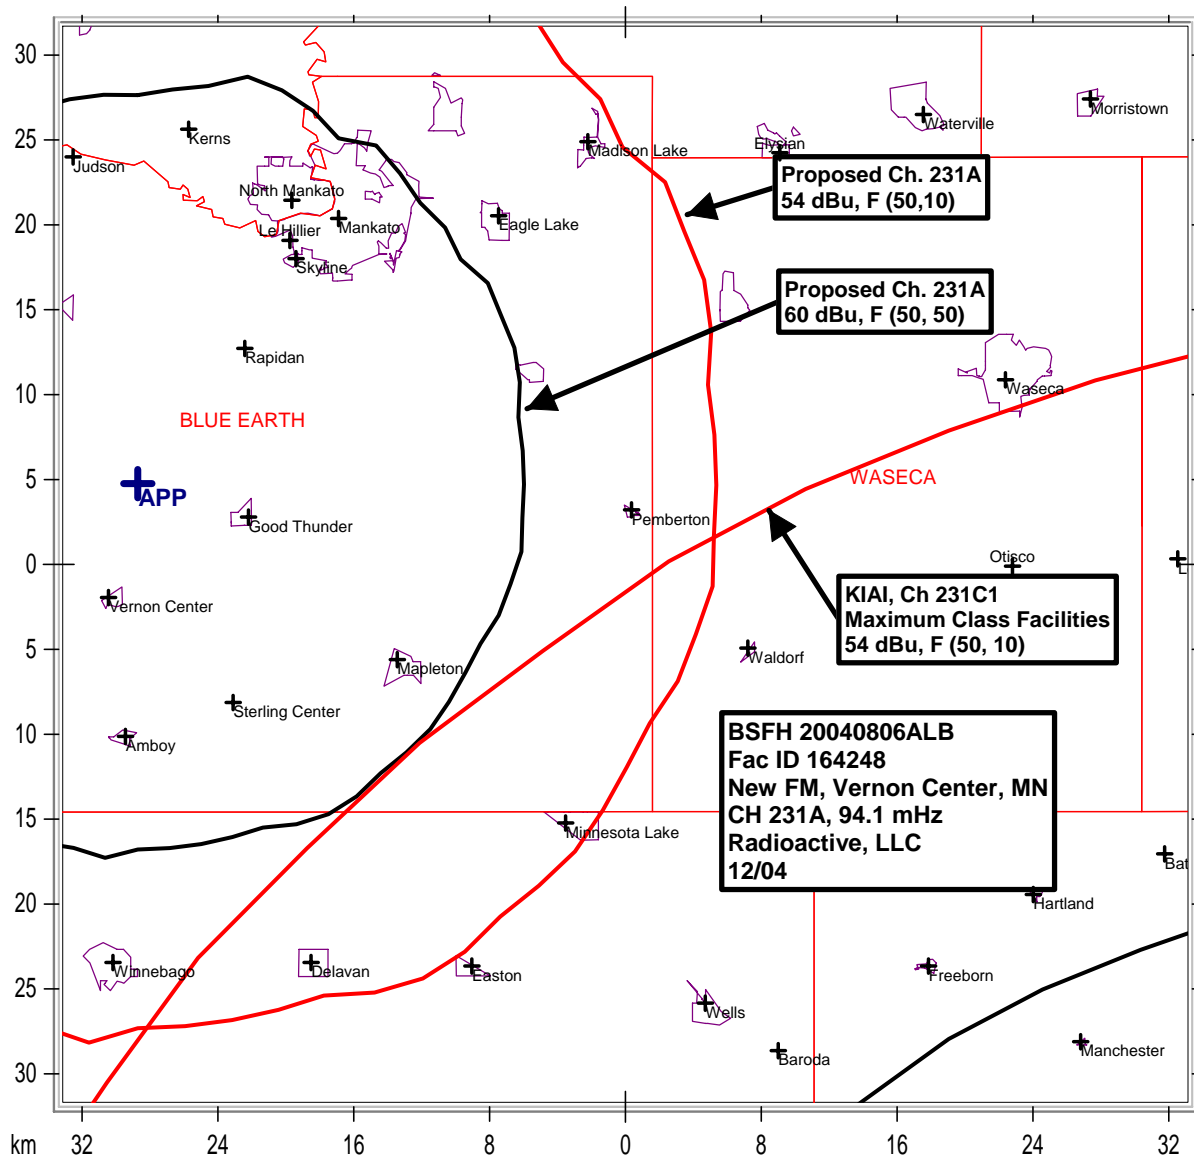 30
25
20
15
10
5
0
5
10
15
20
25
30
km
32
24
16
8
0
8
16
24
32
Kerns
Judson
North Mankato
Le Hillier
Mankato
Skyline
Eagle Lake
Madison Lake
Elysian
Waterville
Morristown
Proposed Ch. 231A
54 dBu, F (50,10)
Proposed Ch. 231A
60 dBu, F (50, 50)
Rapidan
Waseca
BLUE EARTH
WASECA
APP
Good Thunder
Pemberton
Otisco
L
Vernon Center
KIAI, Ch 231C1
Maximum Class Facilities
54 dBu, F (50, 10)
Mapleton
Waldorf
Sterling Center
Amboy
BSFH 20040806ALB
Fac ID 164248
New FM, Vernon Center, MN
CH 231A, 94.1 mHz
Radioactive, LLC
12/04
Minnesota Lake
Bat
Hartland
Winnebago
Delavan
Easton
Freeborn
Wells
Baroda
Manchester